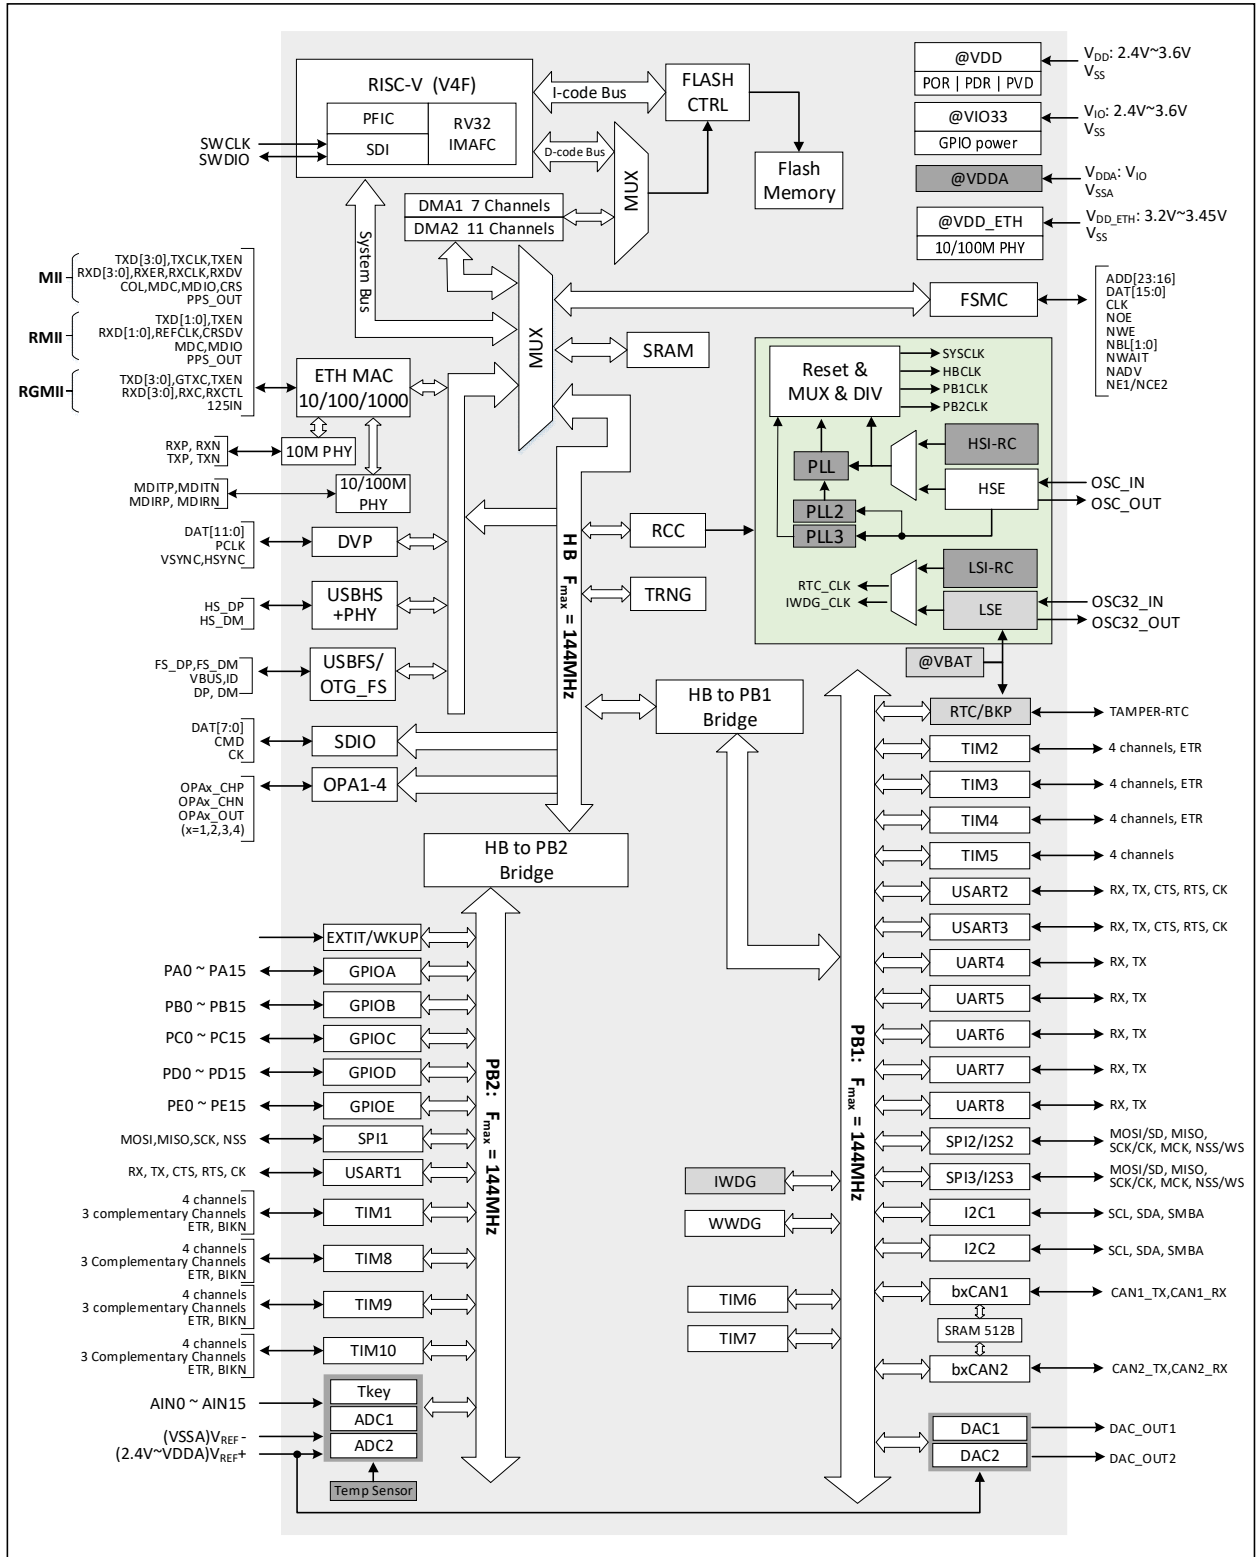 RISC-V (V4F)
PFIC
SDI
RV32
IMAFC
SWCLK
SWDIO
I-code Bus
D-code Bus
FLASH
CTRL
MUX
Flash
Memory
@VDD
POR | PDR | PVD
VDD: 2.4V~3.6V
VSS
@VIO33
GPIO power
VIO: 2.4V~3.6V
VSS
@VDDA
VDDA: VIO
VSSA
@VDD_ETH
10/100M PHY
VDD_ETH: 3.2V~3.45V
VSS
DMA1 7 Channels
DMA2 11 Channels
System Bus
MUX
MII
TXD[3:0],TXCLK,TXEN
RXD[3:0],RXER,RXCLK,RXDV
COL,MDC,MDIO,CRS
PPS_OUT
RMII
TXD[1:0],TXEN
RXD[1:0],REFCLK,CRSDV
MDC,MDIO
PPS_OUT
RGMII
TXD[3:0],GTXC,TXEN
RXD[3:0],RXC,RXCTL
125IN
ETH MAC
10/100/1000
RXP, RXN
TXP, TXN
10M PHY
MDITP,MDITN
MDIRP, MDIRN
10/100M
PHY
DAT[11:0]
PCLK
VSYNC,HSYNC
DVP
HS_DP
HS_DM
USBHS
+PHY
FS_DP,FS_DM
VBUS,ID
DP, DM
USBFS/
OTG_FS
DAT[7:0]
CMD
CK
SDIO
OPAx_CHP
OPAx_CHN
OPAx_OUT
(x=1,2,3,4)
OPA1-4
FSMC
ADD[23:16]
DAT[15:0]
CLK
NOE
NWE
NBL[1:0]
NWAIT
NADV
NE1/NCE2
SRAM
RCC
TRNG
HB Fmax = 144MHz
Reset &
MUX & DIV
SYSCLK
HBCLK
PB1CLK
PB2CLK
PLL
PLL2
PLL3
HSI-RC
HSE
OSC_IN
OSC_OUT
RTC_CLK
IWDG_CLK
LSI-RC
LSE
OSC32_IN
OSC32_OUT
@VBAT
HB to PB1
Bridge
HB to PB2
Bridge
RTC/BKP
TAMPER-RTC
TIM2
4 channels, ETR
TIM3
4 channels, ETR
TIM4
4 channels, ETR
TIM5
4 channels
USART2
RX, TX, CTS, RTS, CK
USART3
RX, TX, CTS, RTS, CK
UART4
RX, TX
UART5
RX, TX
UART6
RX, TX
UART7
RX, TX
UART8
RX, TX
SPI2/I2S2
MOSI/SD, MISO,
SCK/CK, MCK, NSS/WS
SPI3/I2S3
MOSI/SD, MISO,
SCK/CK, MCK, NSS/WS
I2C1
SCL, SDA, SMBA
I2C2
SCL, SDA, SMBA
bxCAN1
CAN1_TX,CAN1_RX
SRAM 512B
bxCAN2
CAN2_TX,CAN2_RX
DAC1
DAC_OUT1
DAC2
DAC_OUT2
PB1: Fmax = 144MHz
IWDG
WWDG
TIM6
TIM7
PB2: Fmax = 144MHz
EXTIT/WKUP
PA0 ~ PA15
GPIOA
PB0 ~ PB15
GPIOB
PC0 ~ PC15
GPIOC
PD0 ~ PD15
GPIOD
PE0 ~ PE15
GPIOE
MOSI,MISO,SCK, NSS
SPI1
RX, TX, CTS, RTS, CK
USART1
4 channels
3 complementary Channels
ETR, BIKN
TIM1
4 channels
3 Complementary Channels
ETR, BIKN
TIM8
4 channels
3 complementary Channels
ETR, BIKN
TIM9
4 channels
3 Complementary Channels
ETR, BIKN
TIM10
AIN0 ~ AIN15
Tkey
ADC1
ADC2
(VSSA)VREF-
(2.4V~VDDA)VREF+
Temp Sensor